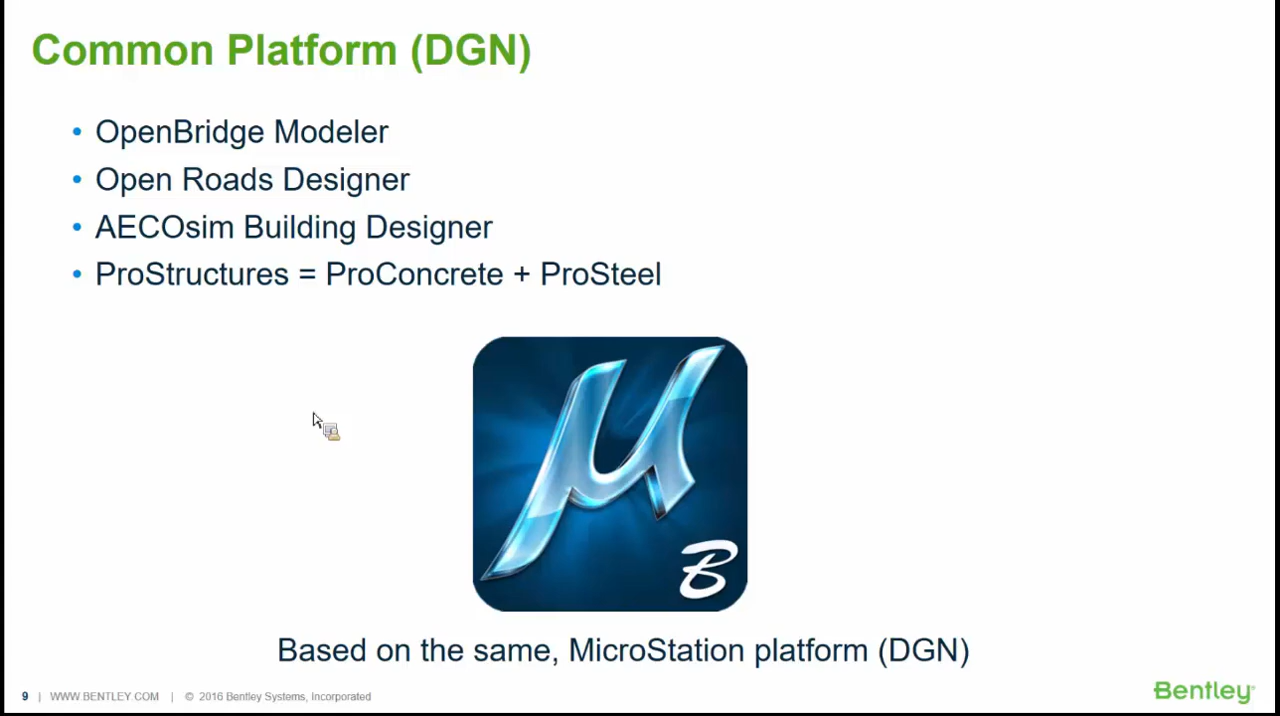 Common Platform (DGN)
• OpenBridge Modeler
• Open Roads Designer
• AECOsim Building Designer
• ProStructures = ProConcrete + ProSteel
µ
B
Based on the same, MicroStation platform (DGN)
9 | WWW.BENTLEY.COM | © 2016 Bentley Systems, Incorporated
Bentley®